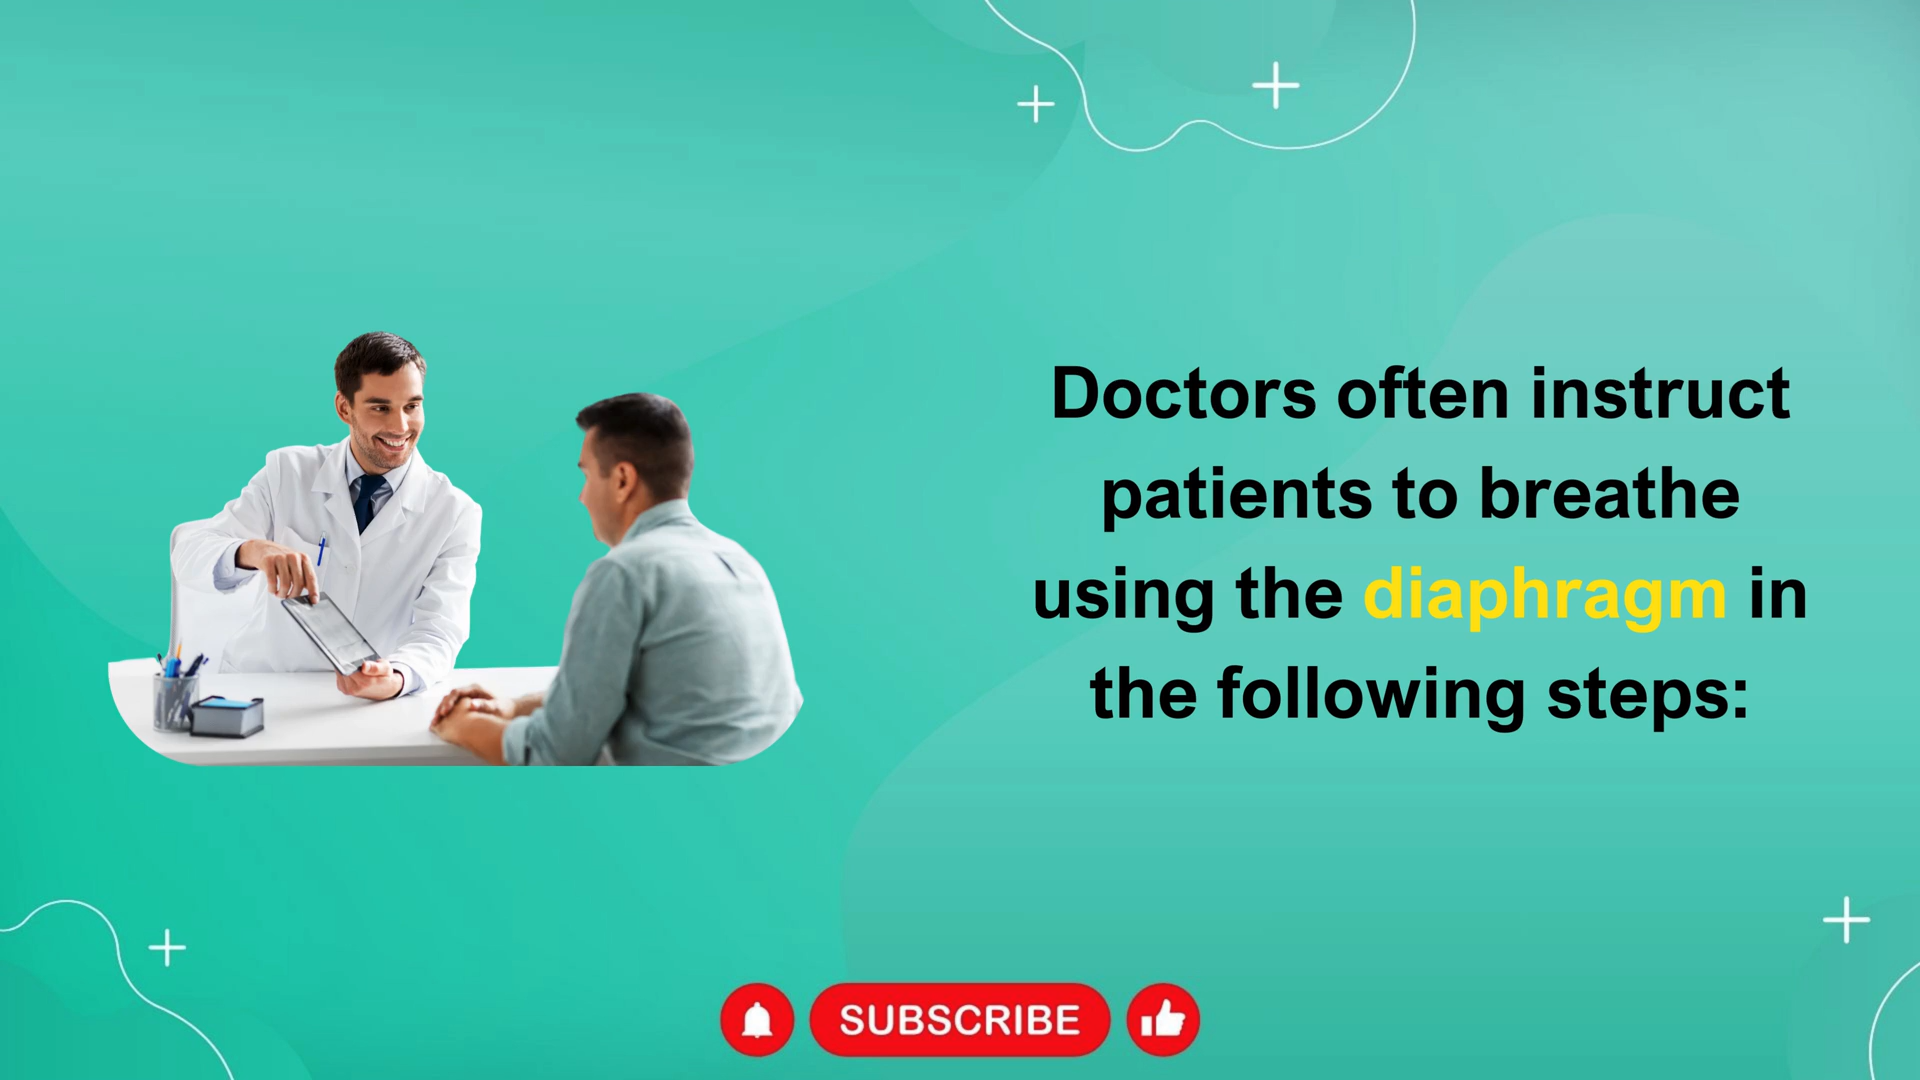 Doctors often instruct
patients to breathe
using the diaphragm in
the following steps:
SUBSCRIBE